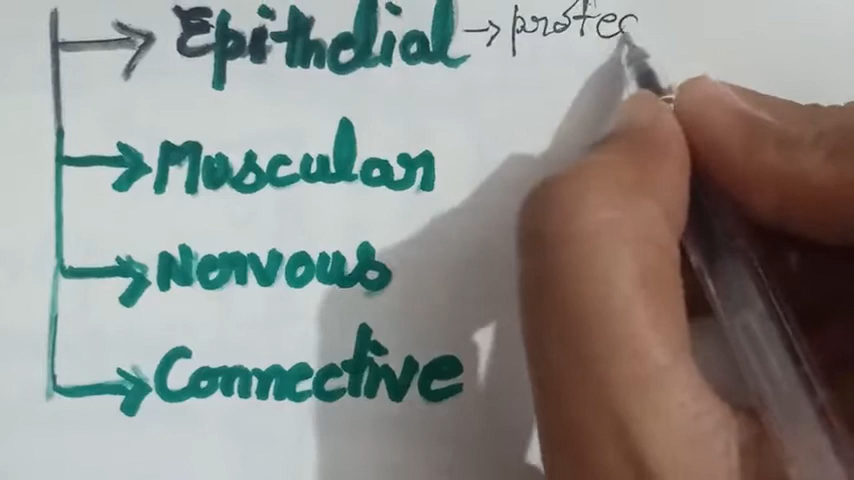 Epithelial → protec
Muscular
Nervous
Connective